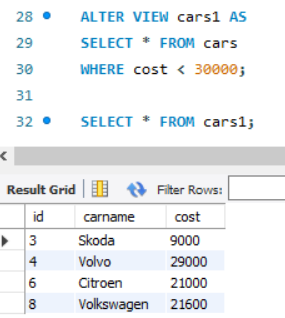 28 ALTER VIEW cars1 AS
29 SELECT * FROM cars
30 WHERE cost < 30000;
31
32 SELECT * FROM cars1;
Result Grid Filter Rows:
id carname cost
3 Skoda 9000
4 Volvo 29000
6 Citroen 21000
8 Volkswagen 21600